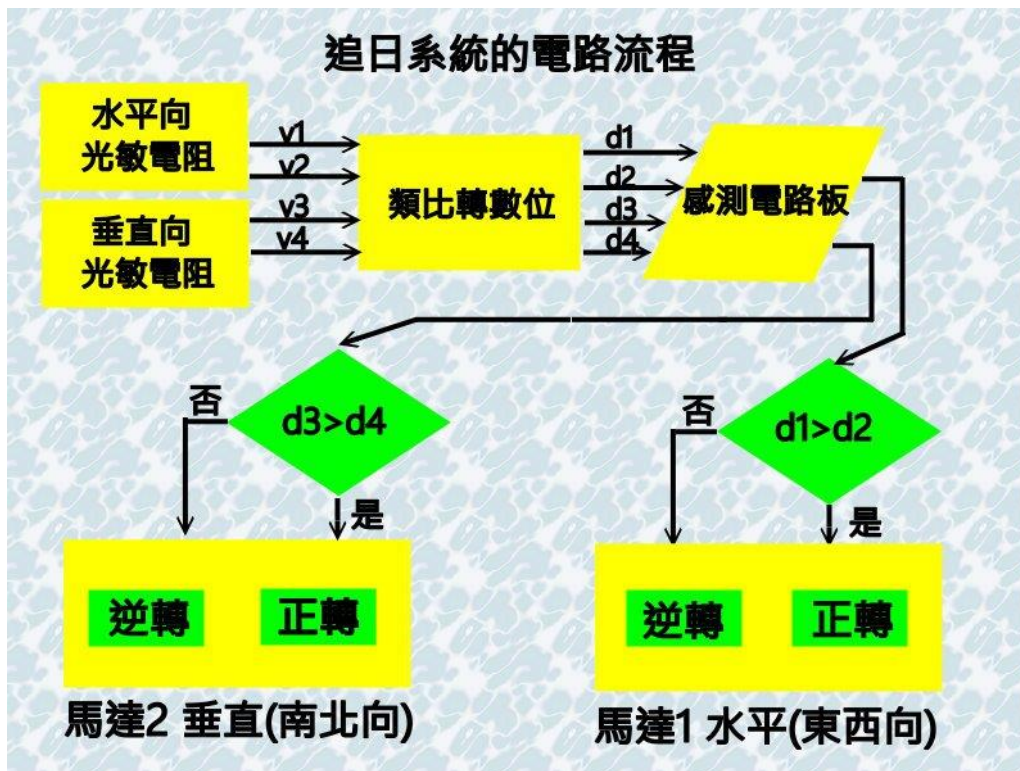 追日系統的電路流程
水平向
光敏電阻
v1
v2
垂直向
光敏電阻
v3
v4
類比轉數位
d1
d2
d3
d4
感測電路板
否
d3>d4
是
否
d1>d2
是
逆轉
正轉
逆轉
正轉
馬達2 垂直(南北向)
馬達1 水平(東西向)